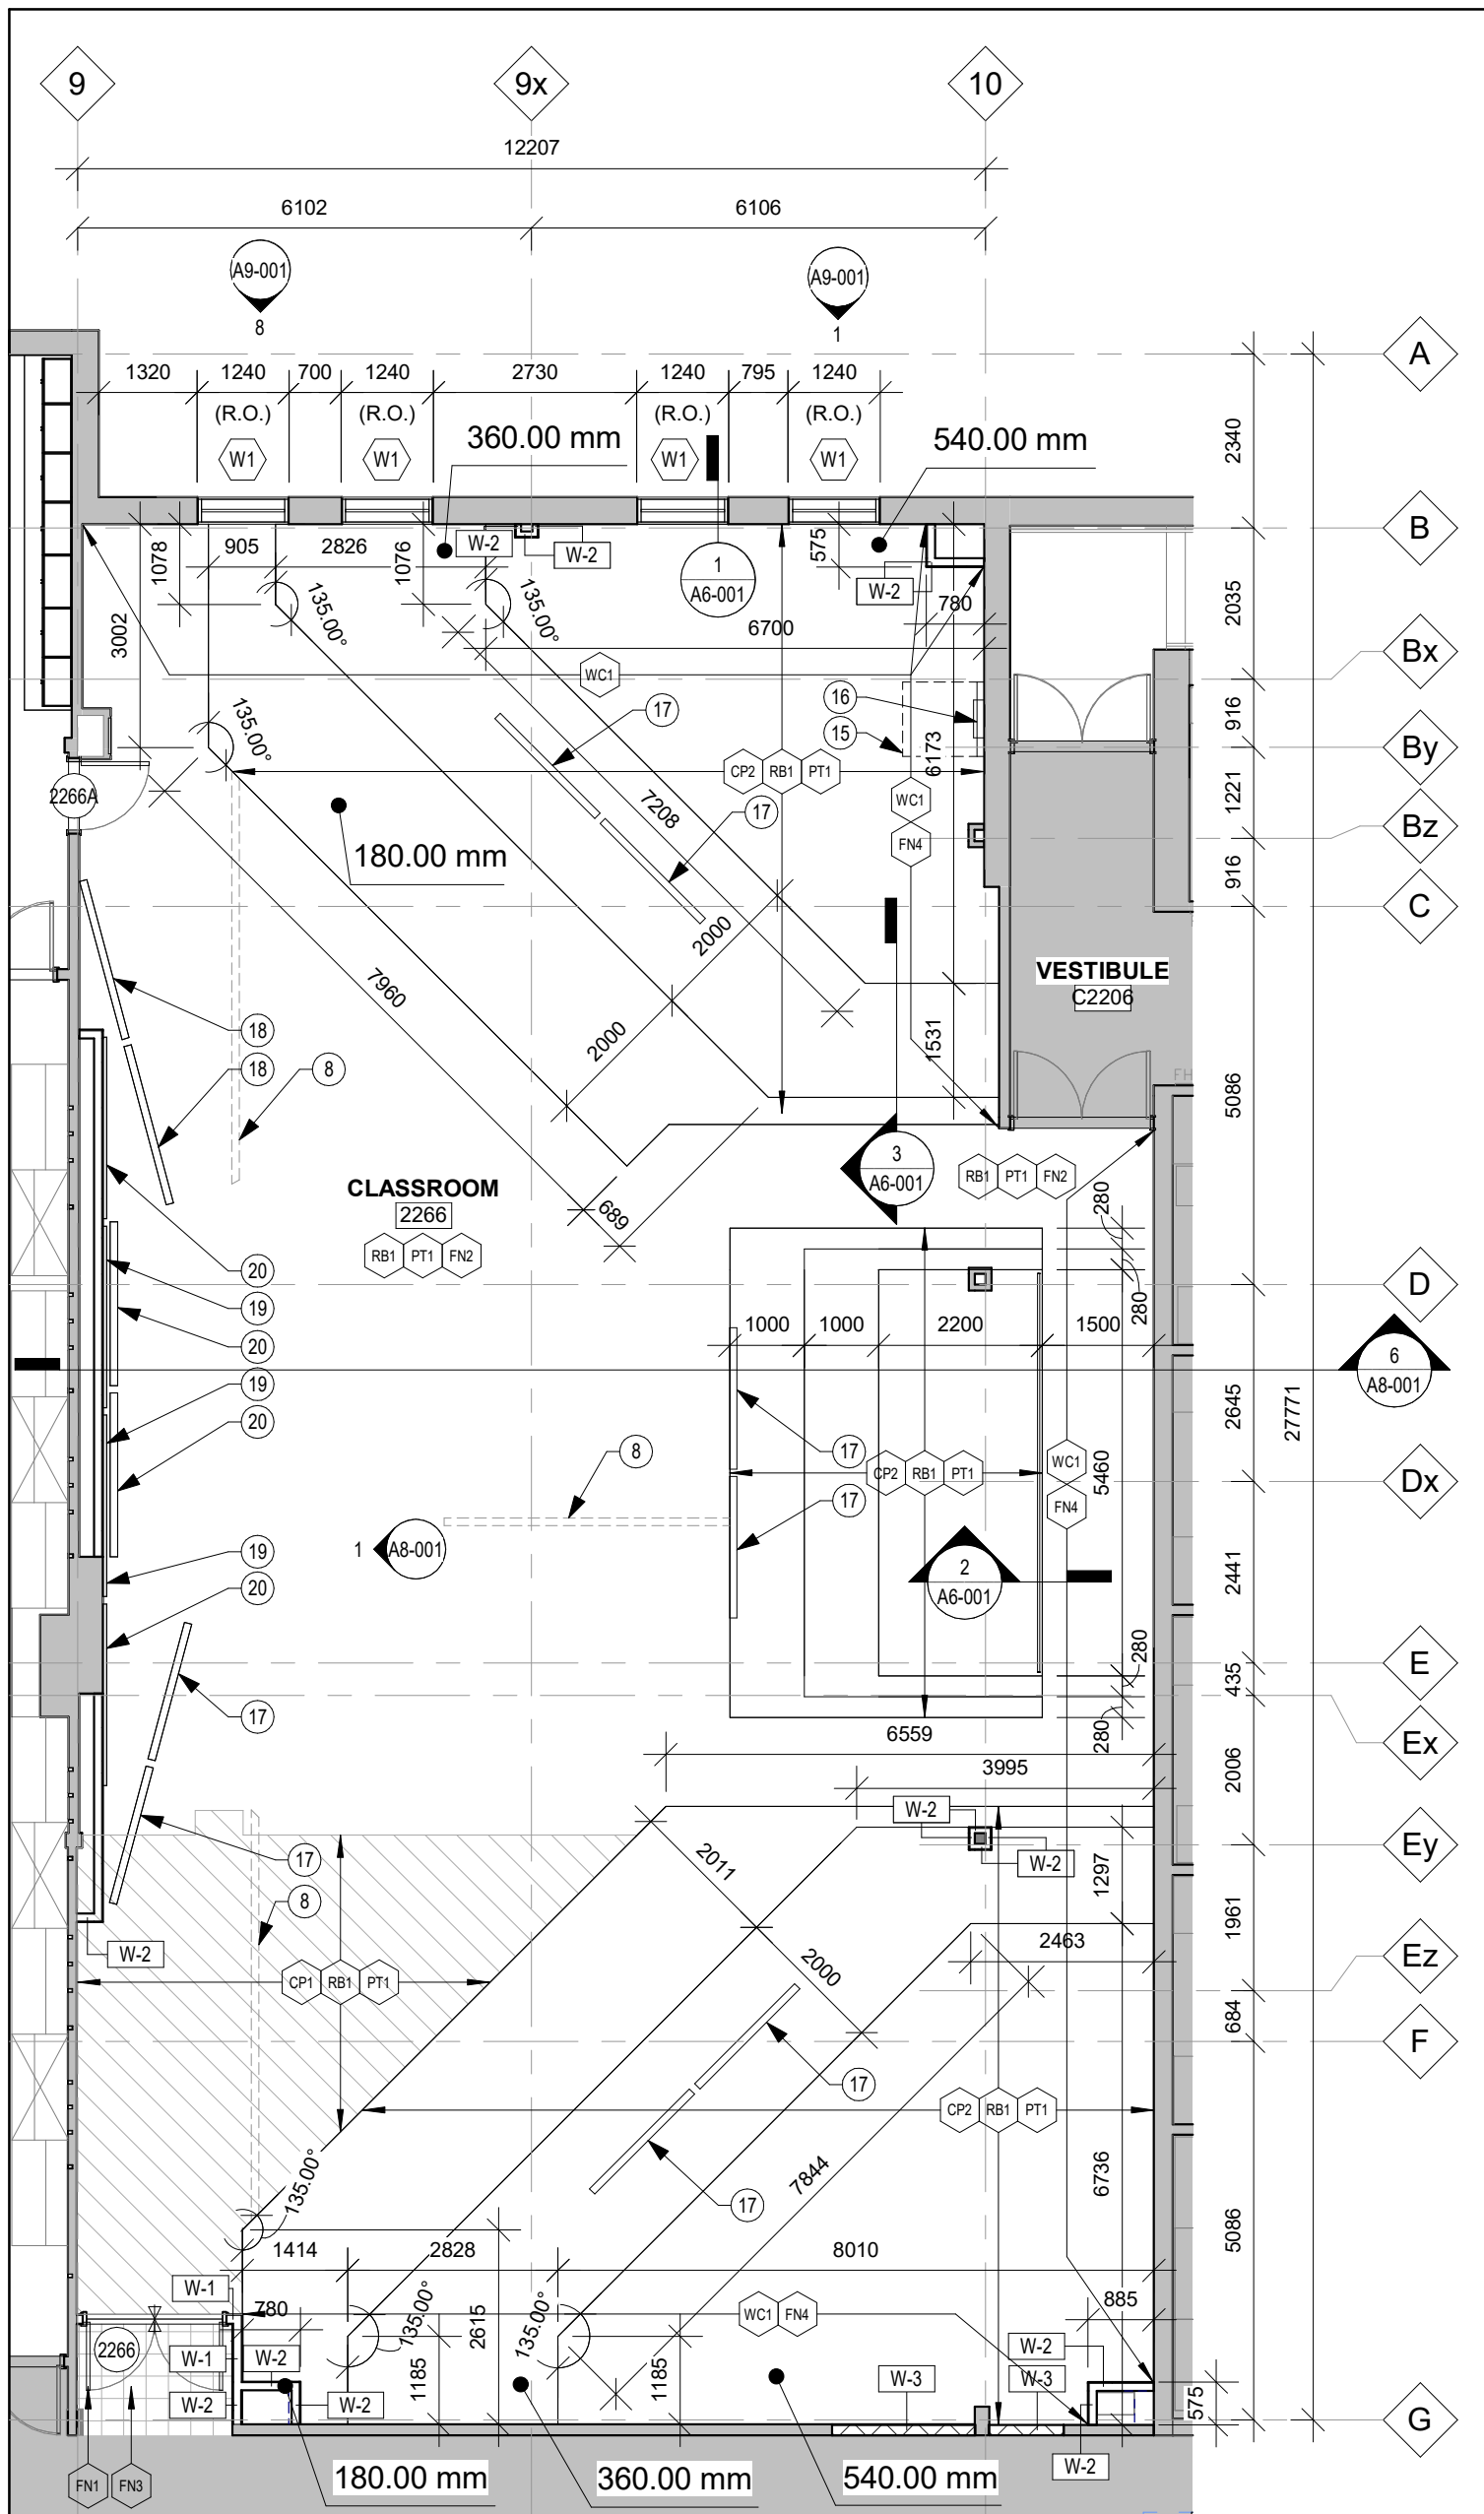 9
9x
10
12207
6102
6106
A9-001
8
A9-001
1
A
1320
1240
700
1240
2730
1240
795
1240
(R.O.)
(R.O.)
(R.O.)
(R.O.)
W1
W1
W1
W1
360.00 mm
540.00 mm
2340
B
1078
905
2826
1076
W-2
W-2
575
W-2
1
A6-001
780
6700
135.00°
135.00°
3002
2035
Bx
WC1
17
16
15
916
By
135.00°
2266A
CP2
RB1
PT1
6173
WC1
FN4
17
7208
1221
Bz
180.00 mm
916
C
2000
7960
2000
1531
VESTIBULE
C2206
18
18
8
FH
5086
3
A6-001
RB1
PT1
FN2
CLASSROOM
2266
RB1
PT1
FN2
689
280
280
20
19
20
19
20
D
1000
1000
2200
1500
6
A8-001
2645
27771
17
8
CP2
RB1
PT1
WC1
FN4
5460
Dx
17
1
A8-001
19
20
2
A6-001
2441
E
280
435
280
17
6559
Ex
3995
2006
W-2
W-2
Ey
2011
1297
17
8
W-2
CP1
RB1
PT1
2463
2000
1961
Ez
684
F
17
CP2
RB1
PT1
7844
17
6736
135.00°
5086
1414
2828
8010
W-1
780
WC1
FN4
885
135.00°
2615
135.00°
2266
W-1
W-2
W-2
W-2
1185
1185
W-3
W-2
W-3
575
G
W-2
FN1
FN3
180.00 mm
360.00 mm
540.00 mm